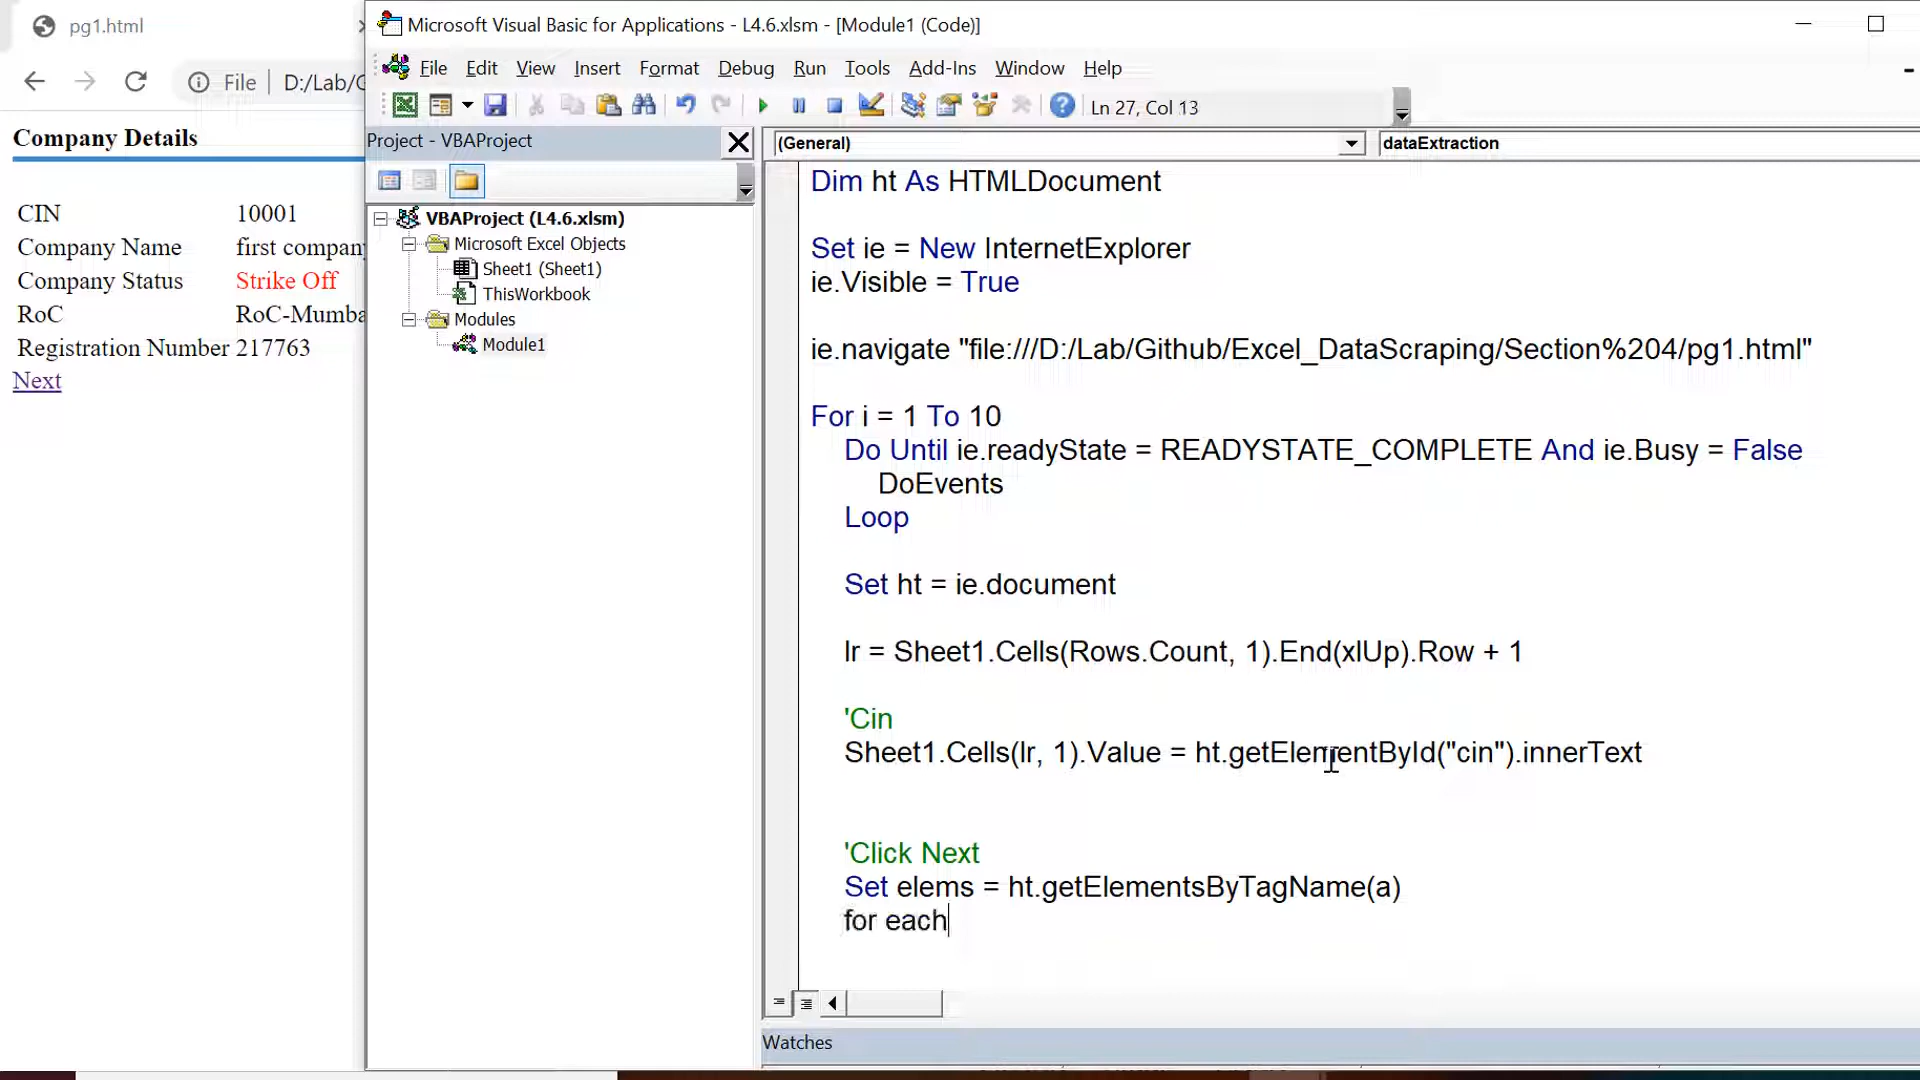 pg1.html
File
D:/Lab/G
Company Details
CIN 10001
Company Name first company
Company Status Strike Off
RoC RoC-Mumba
Registration Number 217763
Next
Microsoft Visual Basic for Applications - L4.6.xlsm - [Module1 (Code)]
File Edit View Insert Format Debug Run Tools Add-Ins Window Help
Ln 27, Col 13
Project - VBAProject
VBAProject (L4.6.xlsm)
Microsoft Excel Objects
Sheet1 (Sheet1)
ThisWorkbook
Modules
Module1
(General)
dataExtraction
Dim ht As HTMLDocument
Set ie = New InternetExplorer
ie.Visible = True
ie.navigate "file:///D:/Lab/Github/Excel_DataScraping/Section%204/pg1.html"
For i = 1 To 10
Do Until ie.readyState = READYSTATE_COMPLETE And ie.Busy = False
DoEvents
Loop
Set ht = ie.document
lr = Sheet1.Cells(Rows.Count, 1).End(xlUp).Row + 1
'Cin
Sheet1.Cells(lr, 1).Value = ht.getElementById("cin").innerText
'Click Next
Set elems = ht.getElementsByTagName(a)
for each
Watches